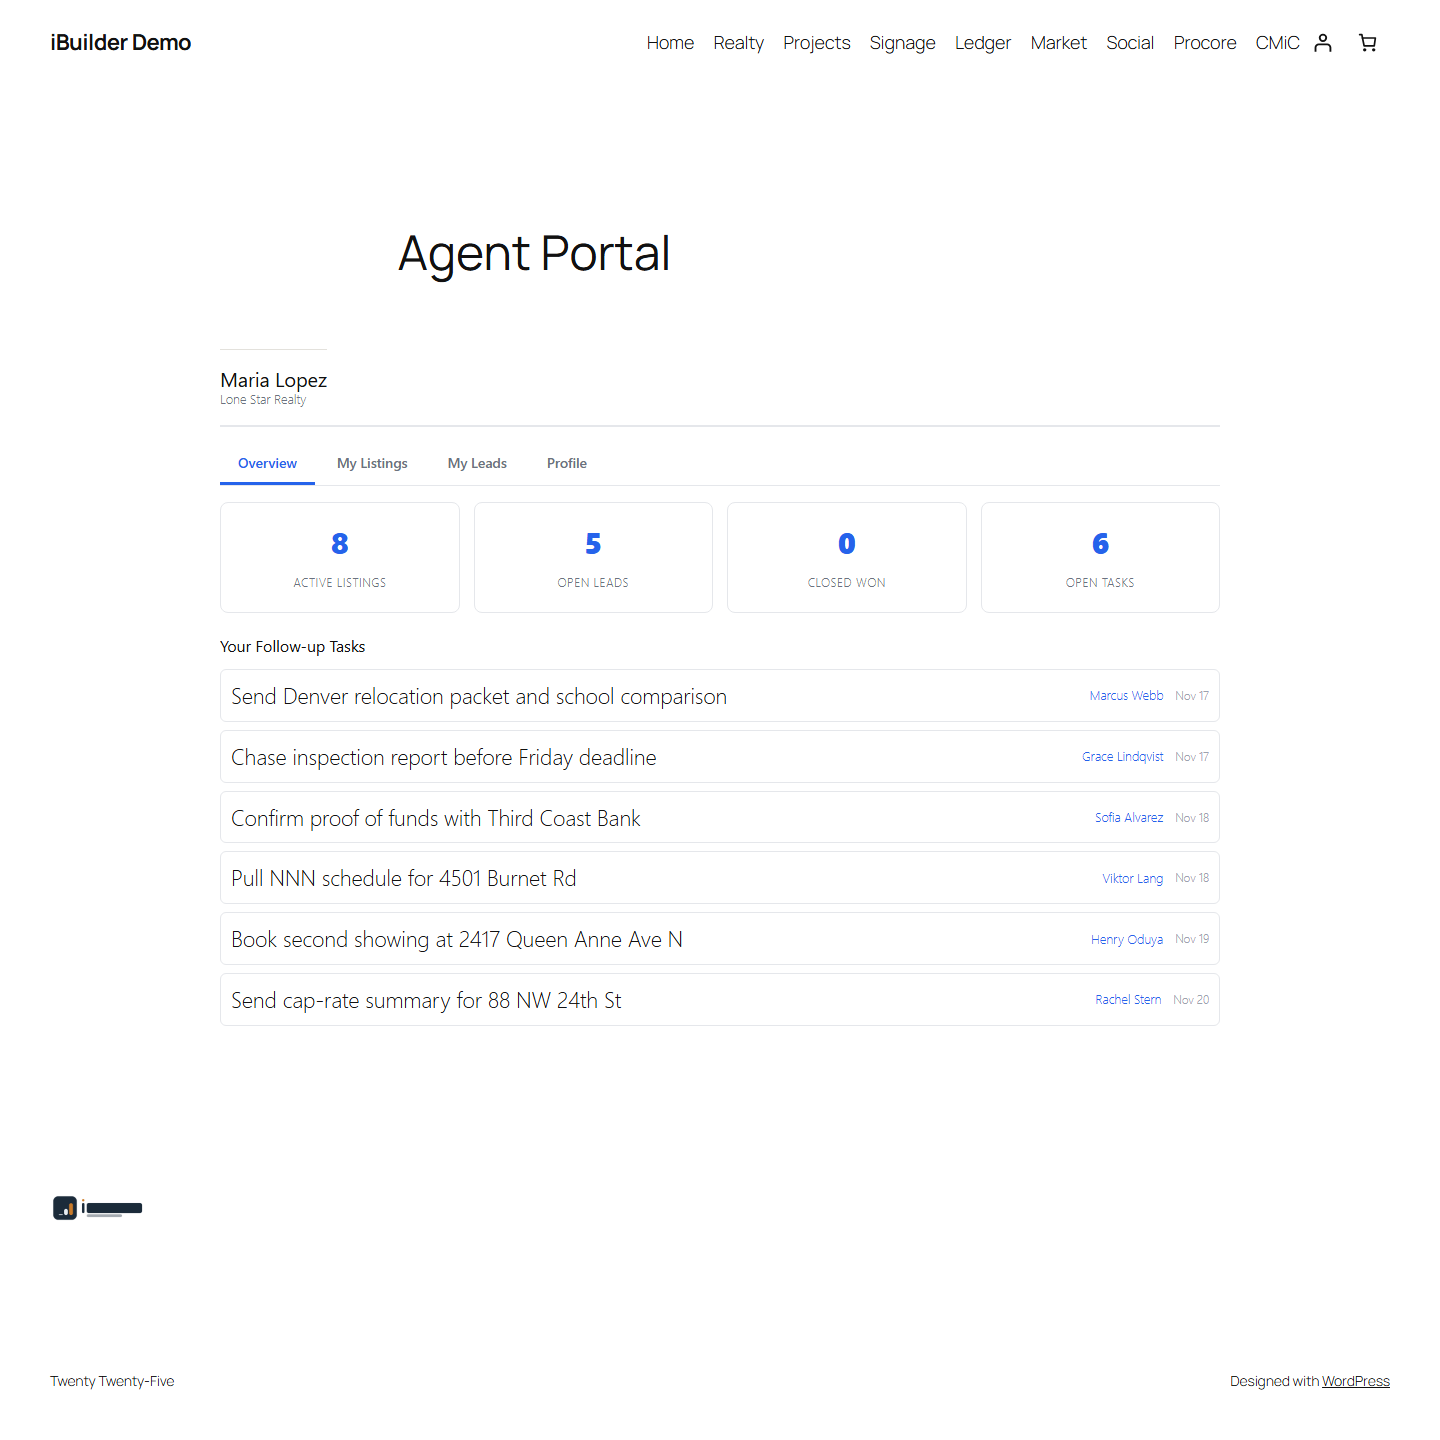 iBuilder Demo
Home Realty Projects Signage Ledger Market Social Procore CMiC
Agent Portal
Maria Lopez
Lone Star Realty
Overview My Listings My Leads Profile
8 5 0 6
ACTIVE LISTINGS OPEN LEADS CLOSED WON OPEN TASKS
Your Follow-up Tasks
Send Denver relocation packet and school comparison Marcus Webb Nov 17
Chase inspection report before Friday deadline Grace Lindqvist Nov 17
Confirm proof of funds with Third Coast Bank Sofia Alvarez Nov 18
Pull NNN schedule for 4501 Burnet Rd Viktor Lang Nov 18
Book second showing at 2417 Queen Anne Ave N Henry Oduya Nov 19
Send cap-rate summary for 88 NW 24th St Rachel Stern Nov 20
i
Twenty Twenty-Five Designed with WordPress